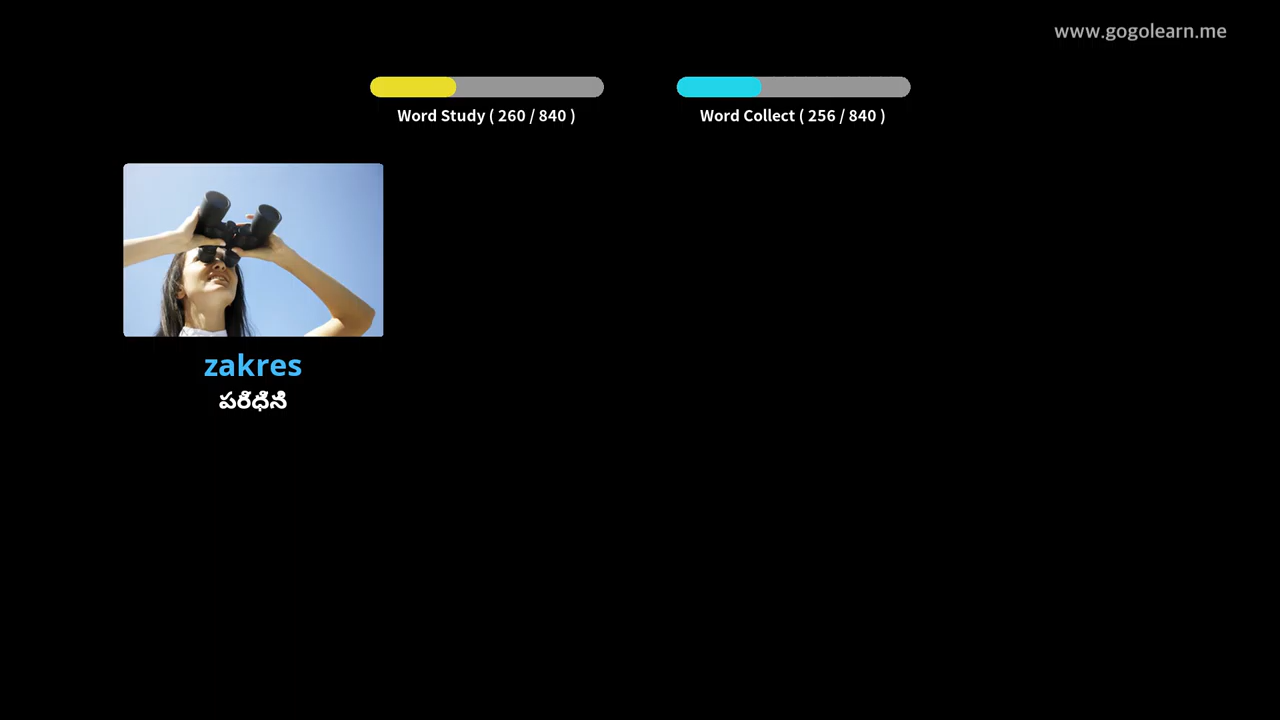 www.gogolearn.me
Word Study ( 260 / 840 )
Word Collect ( 256 / 840 )
zakres
పరిధిని